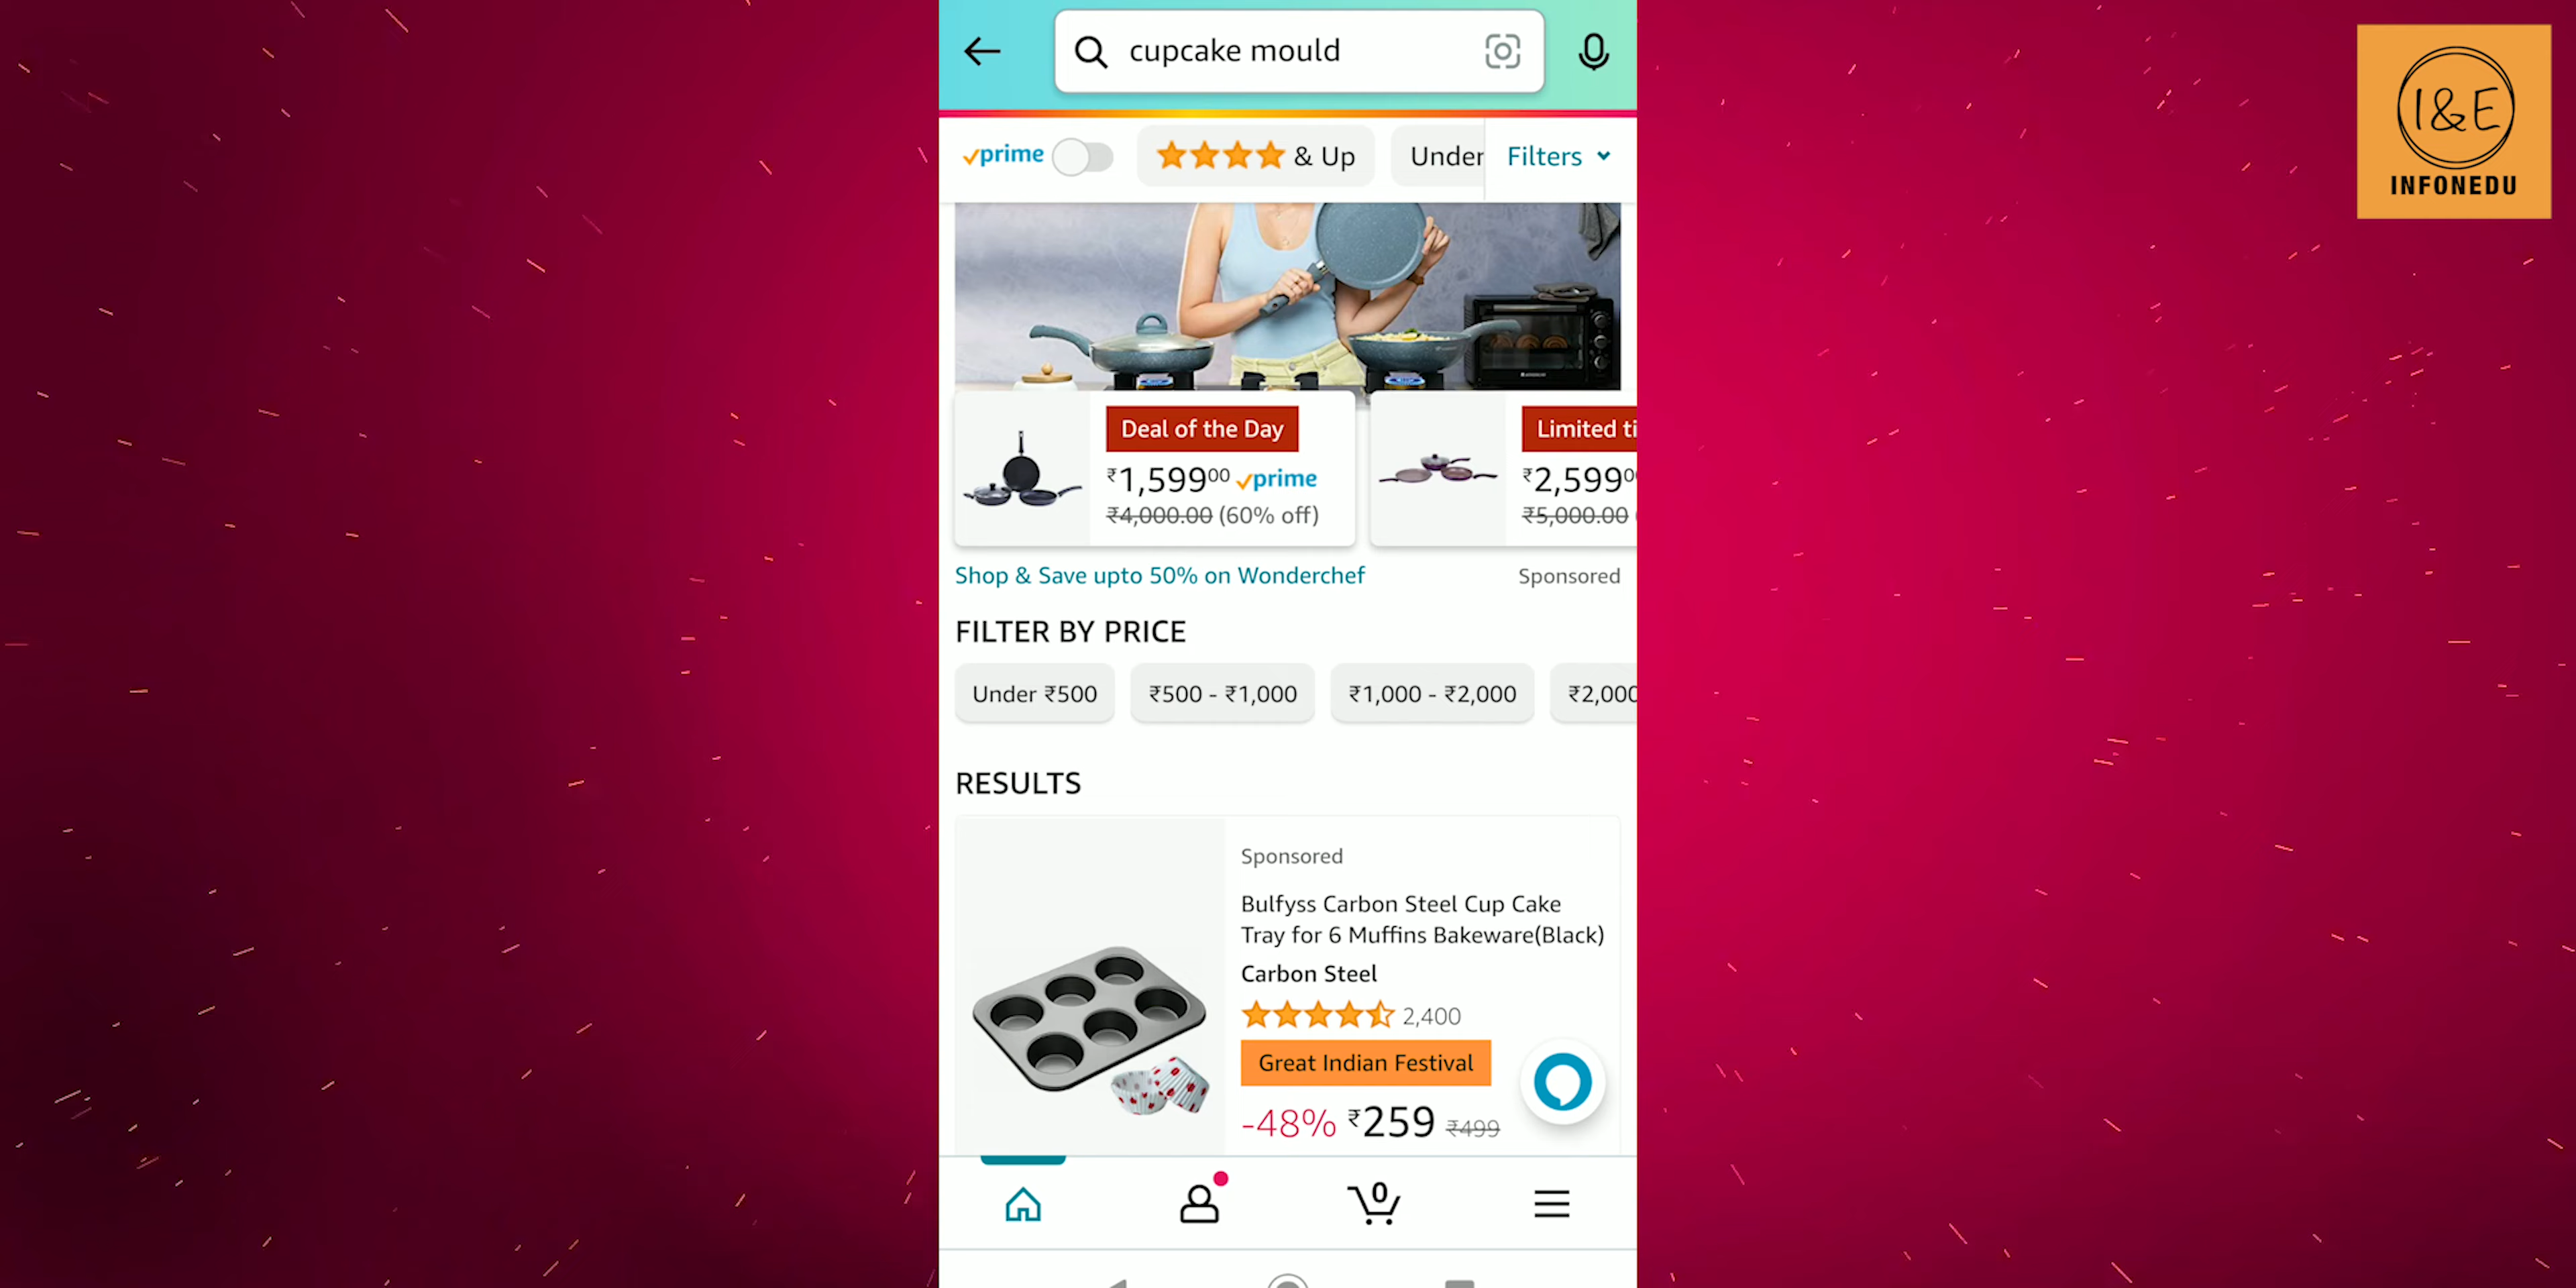 cupcake mould
I&E
INFONEDU
prime
& Up
Under
Filters
Deal of the Day
₹1,59900 prime
₹4,000.00 (60% off)
Limited ti
₹2,599
₹5,000.00
Shop & Save upto 50% on Wonderchef
Sponsored
FILTER BY PRICE
Under ₹500
₹500 - ₹1,000
₹1,000 - ₹2,000
₹2,000
RESULTS
Sponsored
Bulfyss Carbon Steel Cup Cake
Tray for 6 Muffins Bakeware(Black)
Carbon Steel
2,400
Great Indian Festival
-48% ₹259 ₹499
0